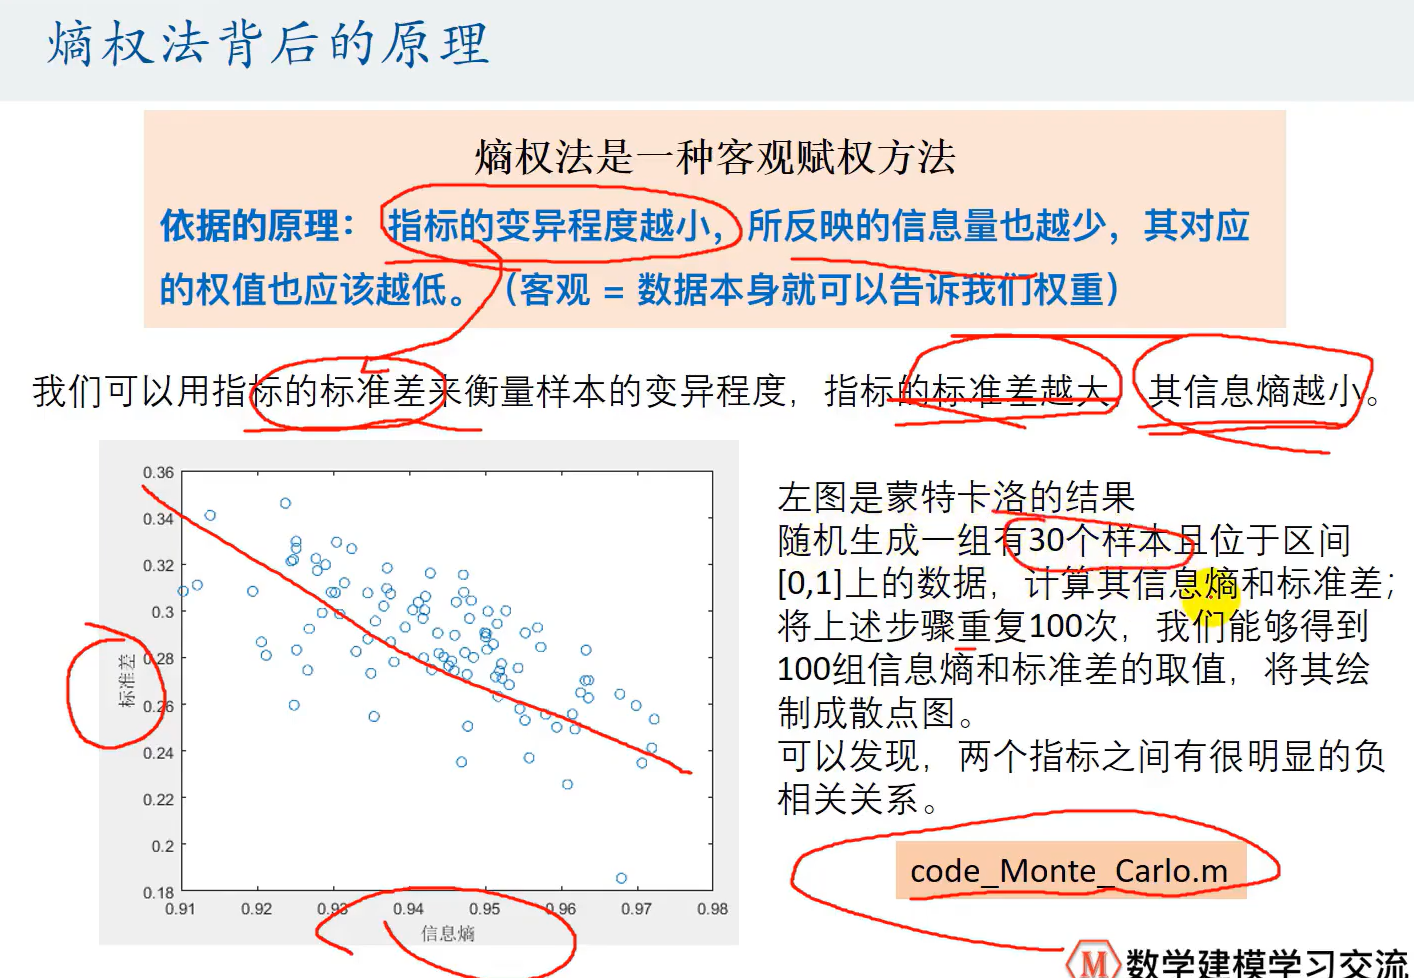 熵权法背后的原理
熵权法是一种客观赋权方法
依据的原理： 指标的变异程度越小，所反映的信息量也越少，其对应
的权值也应该越低。（客观 = 数据本身就可以告诉我们权重）
我们可以用指标的标准差来衡量样本的变异程度，指标的标准差越大，其信息熵越小。
0.36
0.34
0.32
0.3
0.28
0.26
0.24
0.22
0.2
0.18
标准差
0.91 0.92 0.93 0.94 0.95 0.96 0.97 0.98
信息熵
左图是蒙特卡洛的结果
随机生成一组有30个样本且位于区间
[0,1]上的数据，计算其信息熵和标准差；
将上述步骤重复100次，我们能够得到
100组信息熵和标准差的取值，将其绘
制成散点图。
可以发现，两个指标之间有很明显的负
相关关系。
code_Monte_Carlo.m
M 数学建模学习交流